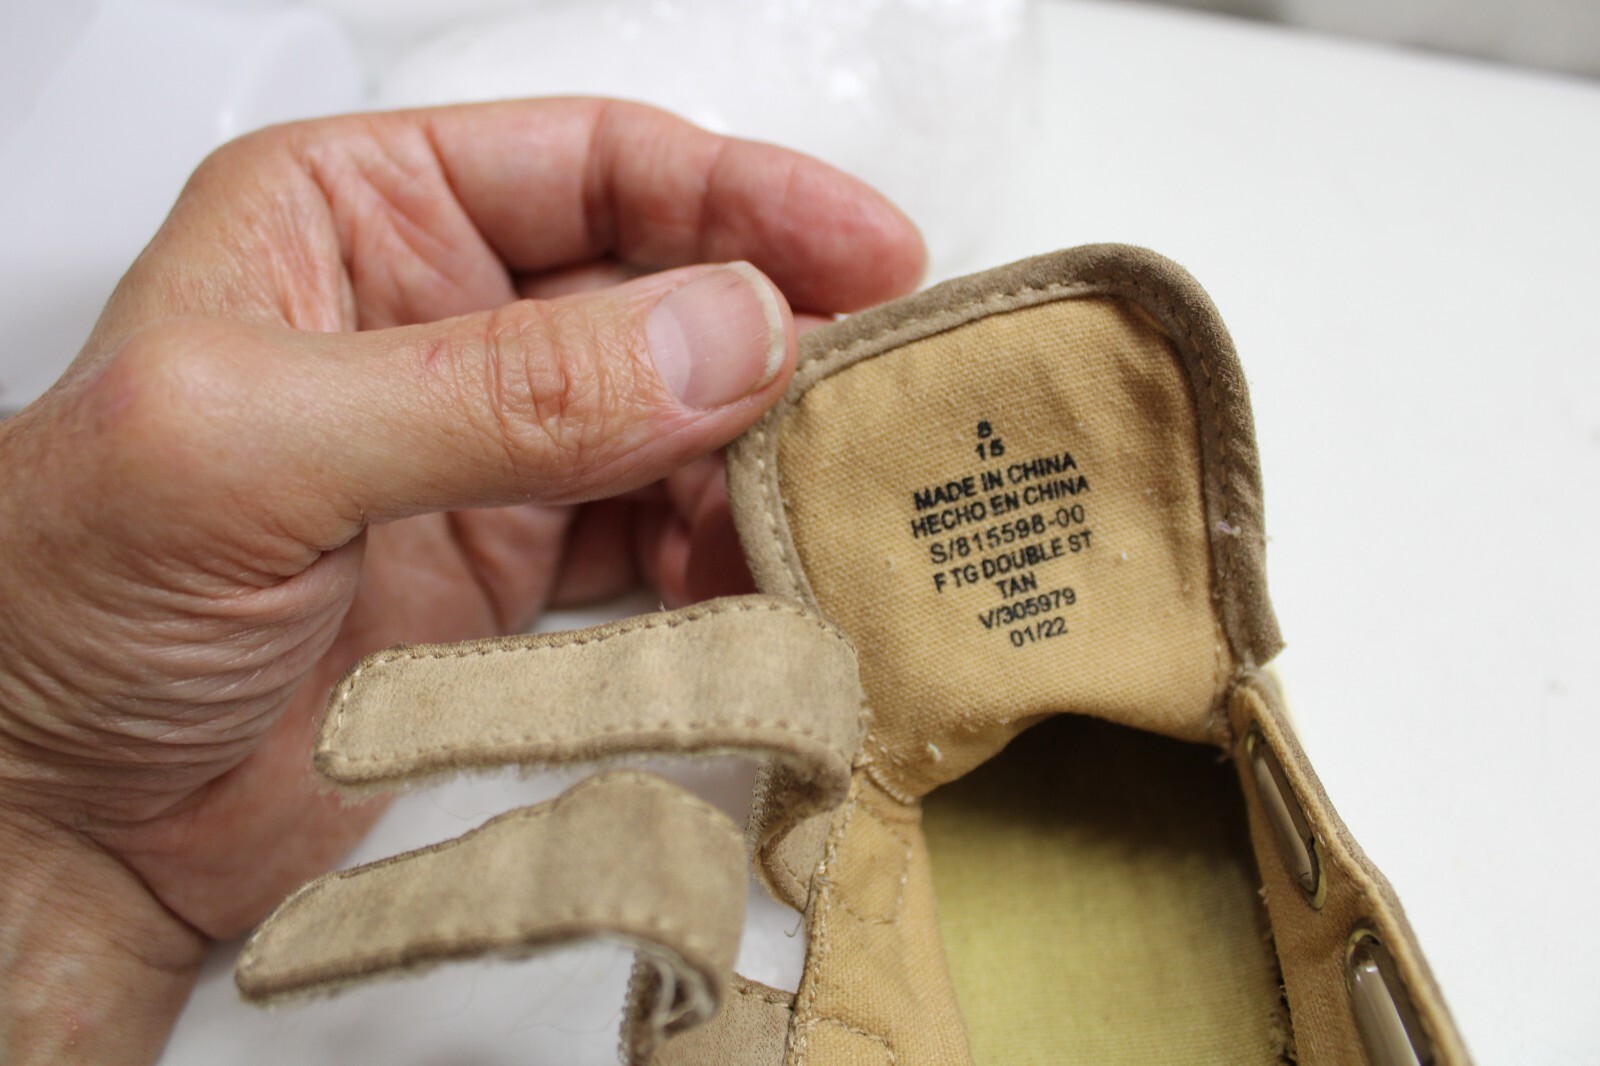 8
15
MADE IN CHINA
HECHO EN CHINA
S/815598-00
F TG DOUBLE ST
TAN
V/305979
01/22